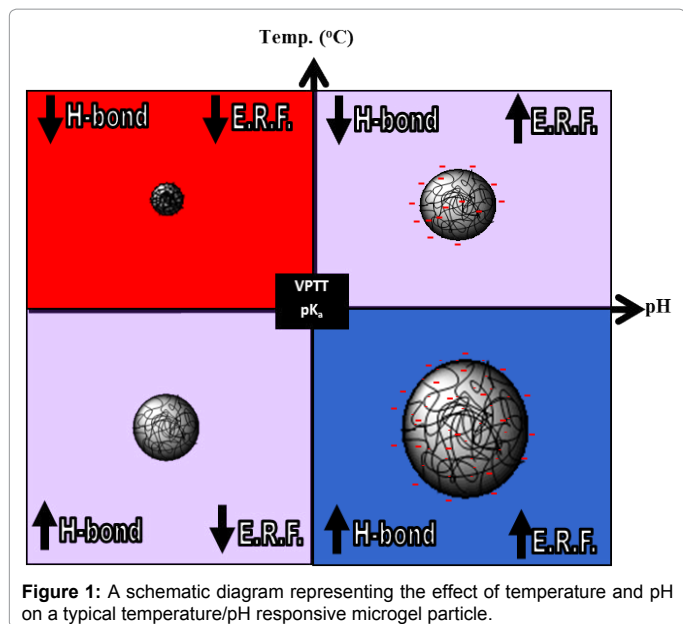 Temp. (°C)
H-bond E.R.F. H-bond E.R.F.
VPTT
pKa
pH
H-bond E.R.F. H-bond E.R.F.
Figure 1: A schematic diagram representing the effect of temperature and pH
on a typical temperature/pH responsive microgel particle.